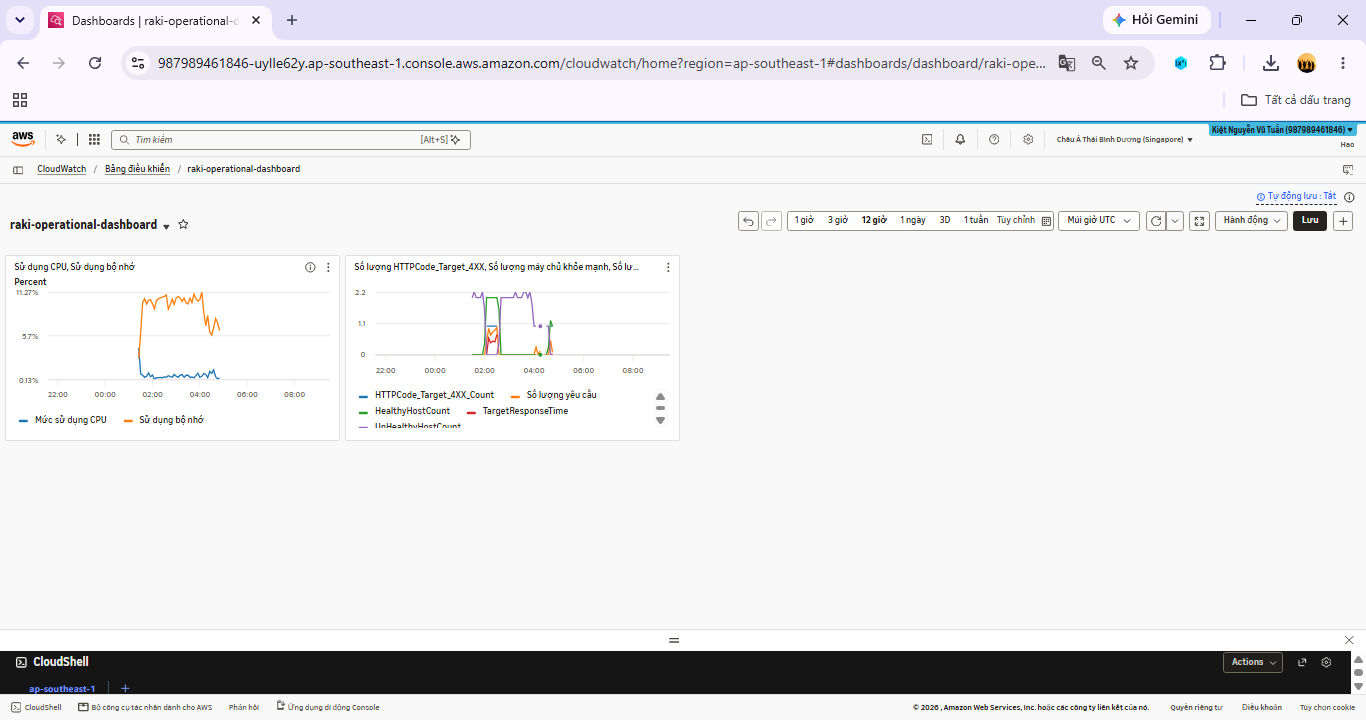 Dashboards | raki-operational-d
Hỏi Gemini
987989461846-uylle62y.ap-southeast-1.console.aws.amazon.com/cloudwatch/home?region=ap-southeast-1#dashboards/dashboard/raki-ope...
Tất cả dấu trang
aws
Tìm kiếm
[Alt+S]
Châu Á Thái Bình Dương (Singapore)
Kiệt Nguyễn Vũ Tuấn (987989461846)
Hao
CloudWatch / Bảng điều khiển / raki-operational-dashboard
Tự động lưu : Tắt
raki-operational-dashboard
1 giờ 3 giờ 12 giờ 1 ngày 3D 1 tuần Tùy chỉnh
Múi giờ UTC
Hành động
Lưu
Sử dụng CPU, Sử dụng bộ nhớ
Percent
11.27%
5.7%
0.13%
22:00 00:00 02:00 04:00 06:00 08:00
Mức sử dụng CPU Sử dụng bộ nhớ
Số lượng HTTPCode_Target_4XX, Số lượng máy chủ khỏe mạnh, Số lư...
2.2
1.1
0
22:00 00:00 02:00 04:00 06:00 08:00
HTTPCode_Target_4XX_Count Số lượng yêu cầu
HealthyHostCount TargetResponseTime
UnHealthyHostCount
CloudShell
Actions
ap-southeast-1
CloudShell Bộ công cụ tác nhân dành cho AWS Phản hồi Ứng dụng di động Console
© 2026 , Amazon Web Services, Inc. hoặc các công ty liên kết của nó. Quyền riêng tư Điều khoản Tùy chọn cookie